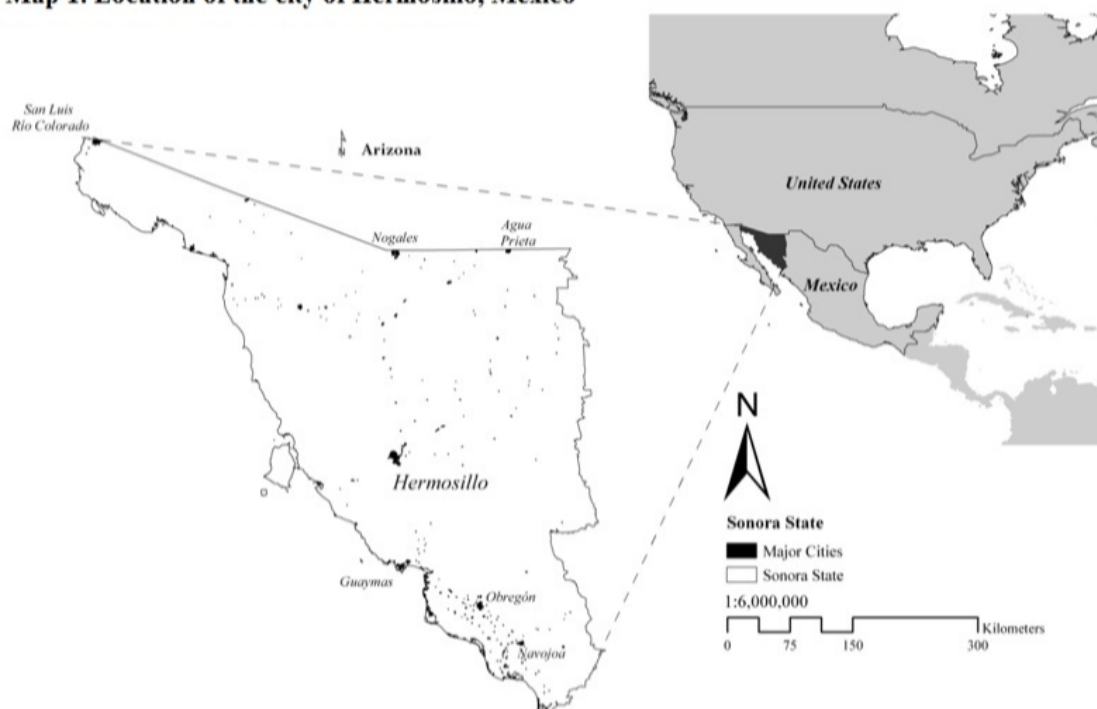 Map 1. Location of the city of Hermosillo, Mexico
San Luis
Río Colorado
Arizona
Nogales
Agua
Prieta
Hermosillo
Guaymas
Obregón
Navojoa
United States
Mexico
N
Sonora State
Major Cities
Sonora State
1:6,000,000
Kilometers
0 75 150 300